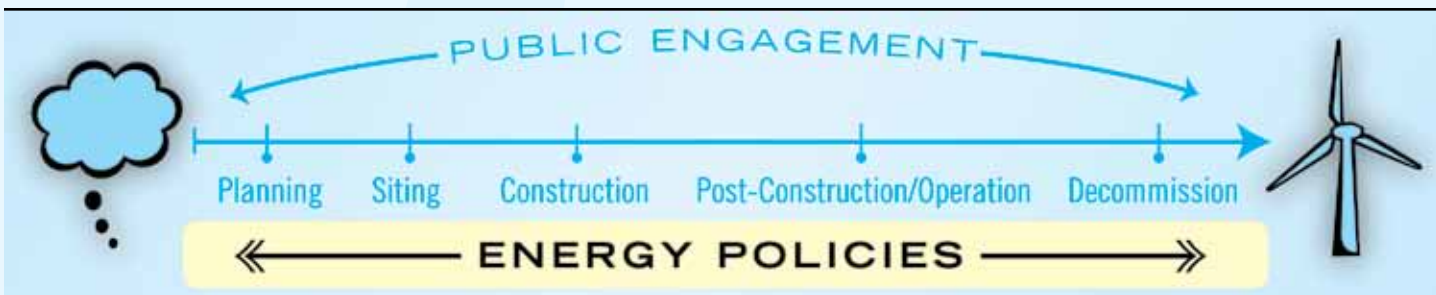 PUBLIC ENGAGEMENT
Planning Siting Construction Post-Construction/Operation Decommission
ENERGY POLICIES